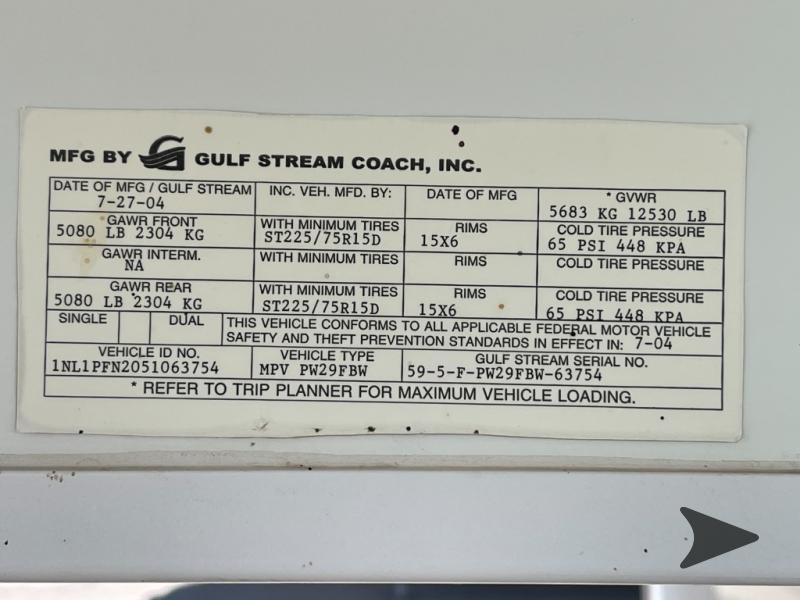 MFG BY GULF STREAM COACH, INC.
DATE OF MFG / GULF STREAM INC. VEH. MFD. BY: DATE OF MFG * GVWR
7-27-04 5683 KG 12530 LB
GAWR FRONT WITH MINIMUM TIRES RIMS COLD TIRE PRESSURE
5080 LB 2304 KG ST225/75R15D 15X6 65 PSI 448 KPA
GAWR INTERM. WITH MINIMUM TIRES RIMS COLD TIRE PRESSURE
NA
GAWR REAR WITH MINIMUM TIRES RIMS COLD TIRE PRESSURE
5080 LB 2304 KG ST225/75R15D 15X6 65 PSI 448 KPA
SINGLE DUAL THIS VEHICLE CONFORMS TO ALL APPLICABLE FEDERAL MOTOR VEHICLE
SAFETY AND THEFT PREVENTION STANDARDS IN EFFECT IN: 7-04
VEHICLE ID NO. VEHICLE TYPE GULF STREAM SERIAL NO.
1NL1PFN2051063754 MPV PW29FBW 59-5-F-PW29FBW-63754
* REFER TO TRIP PLANNER FOR MAXIMUM VEHICLE LOADING.